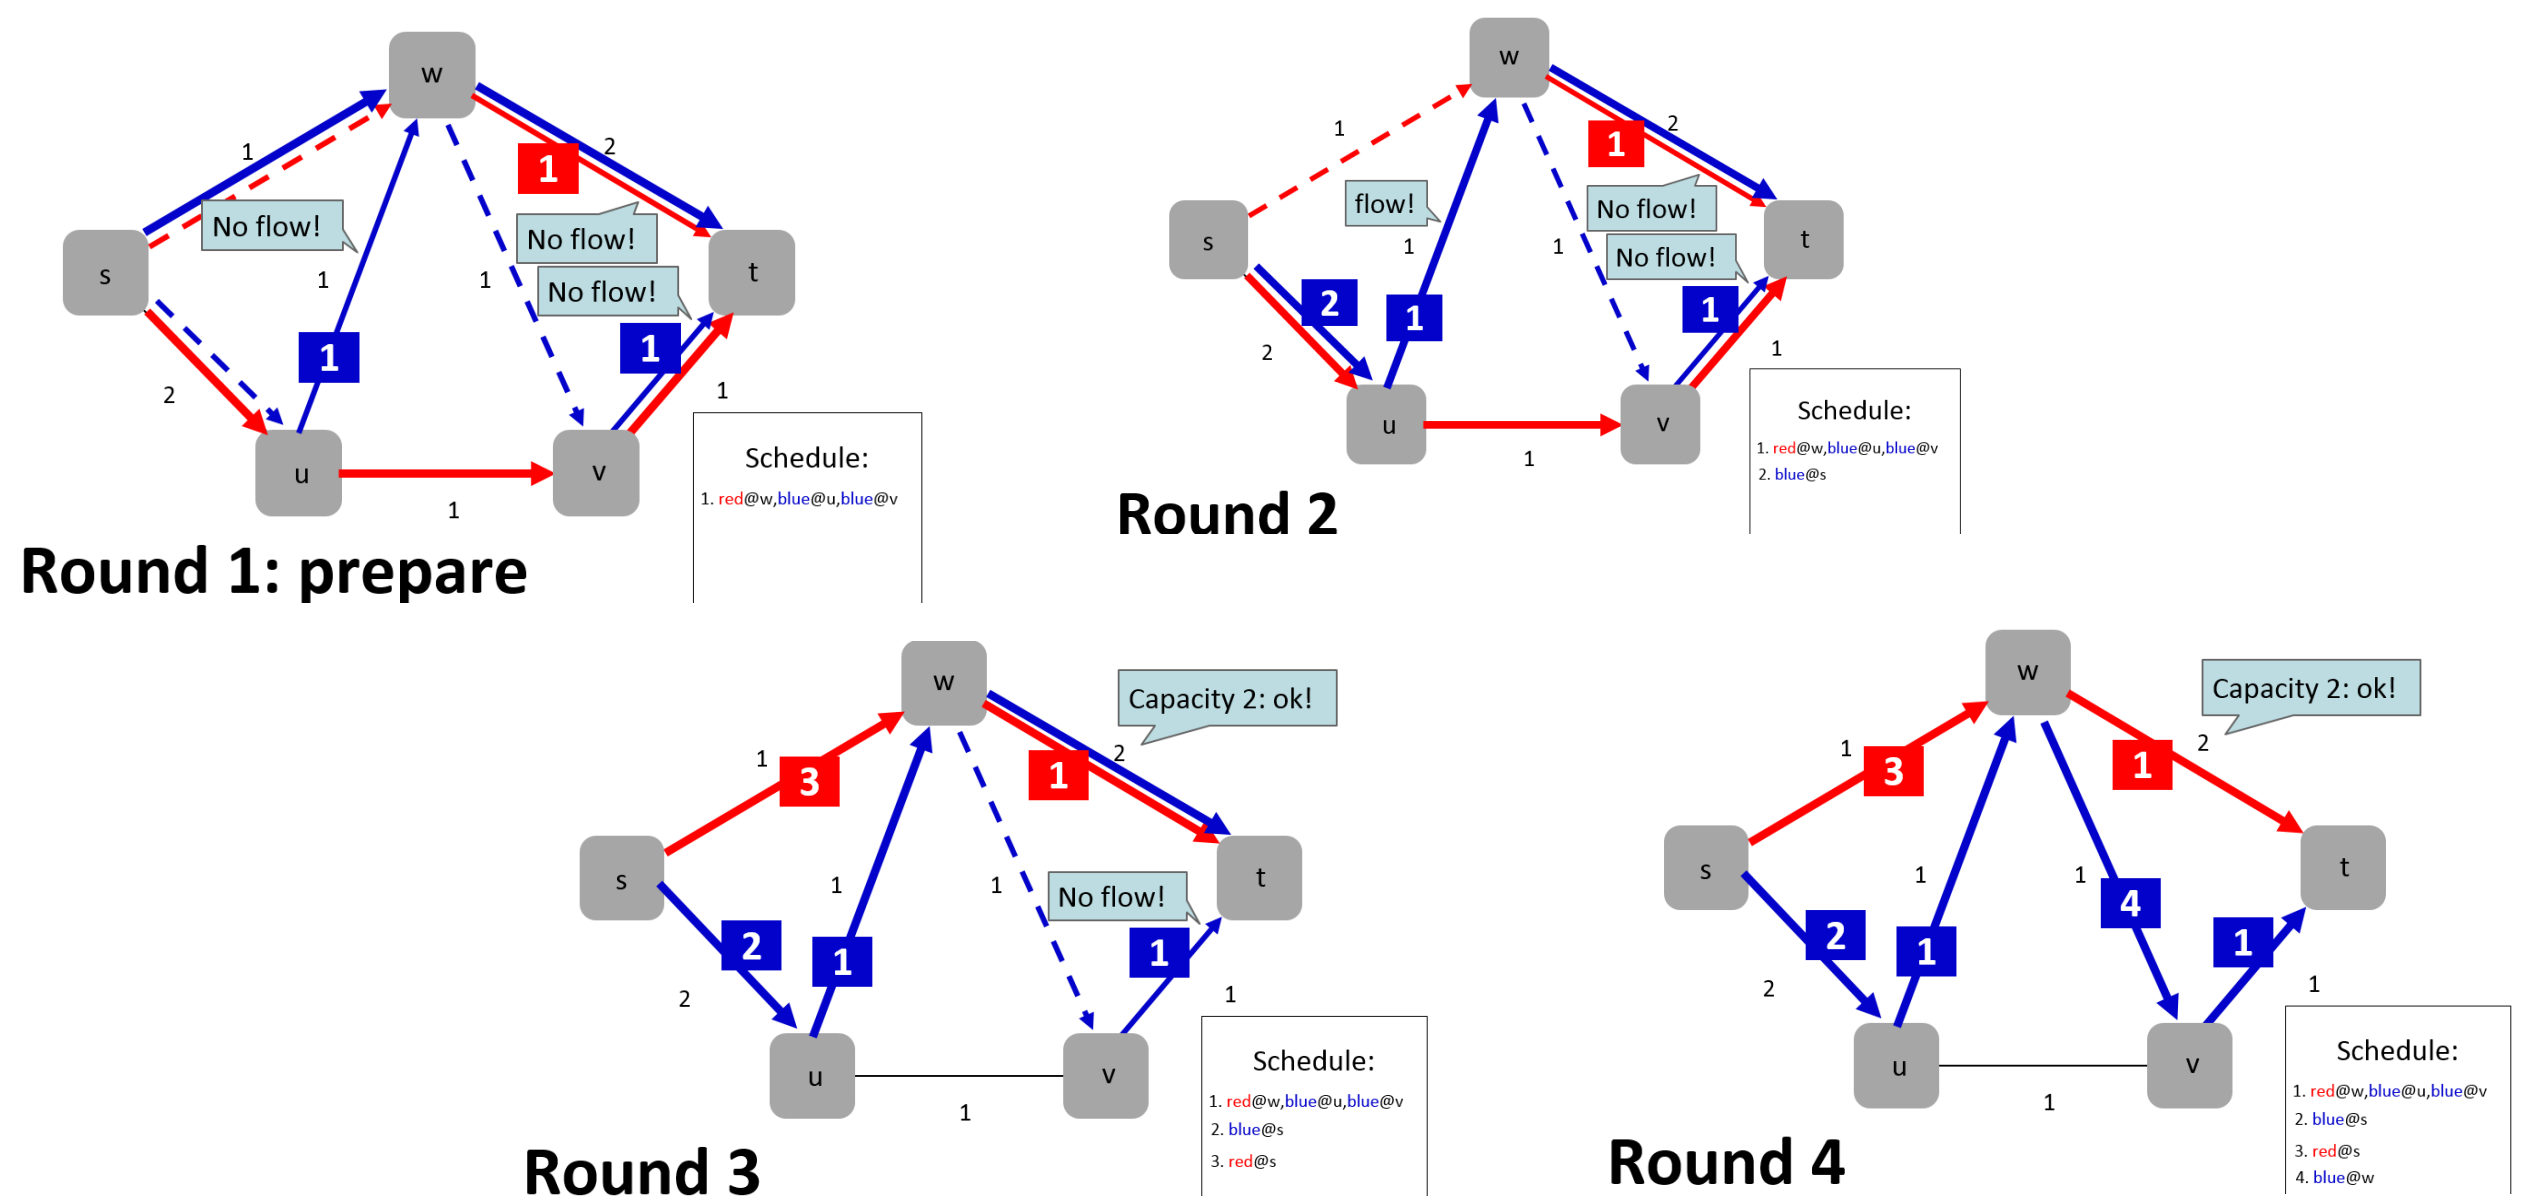 w
1
2
1
No flow!
No flow!
s
t
1
1
No flow!
1
1
2
1
Schedule:
u
v
1. red@w,blue@u,blue@v
1
Round 1: prepare
w
1
2
1
flow!
No flow!
s
t
1
1
No flow!
2
1
1
2
1
Schedule:
u
v
1. red@w,blue@u,blue@v
2. blue@s
1
Round 2
w
Capacity 2: ok!
1
2
3
1
s
t
1
1
No flow!
2
1
1
2
1
Schedule:
u
v
1. red@w,blue@u,blue@v
2. blue@s
3. red@s
1
Round 3
w
Capacity 2: ok!
1
2
3
1
s
t
1
1
4
2
1
1
2
1
Schedule:
u
v
1. red@w,blue@u,blue@v
2. blue@s
3. red@s
4. blue@w
1
Round 4